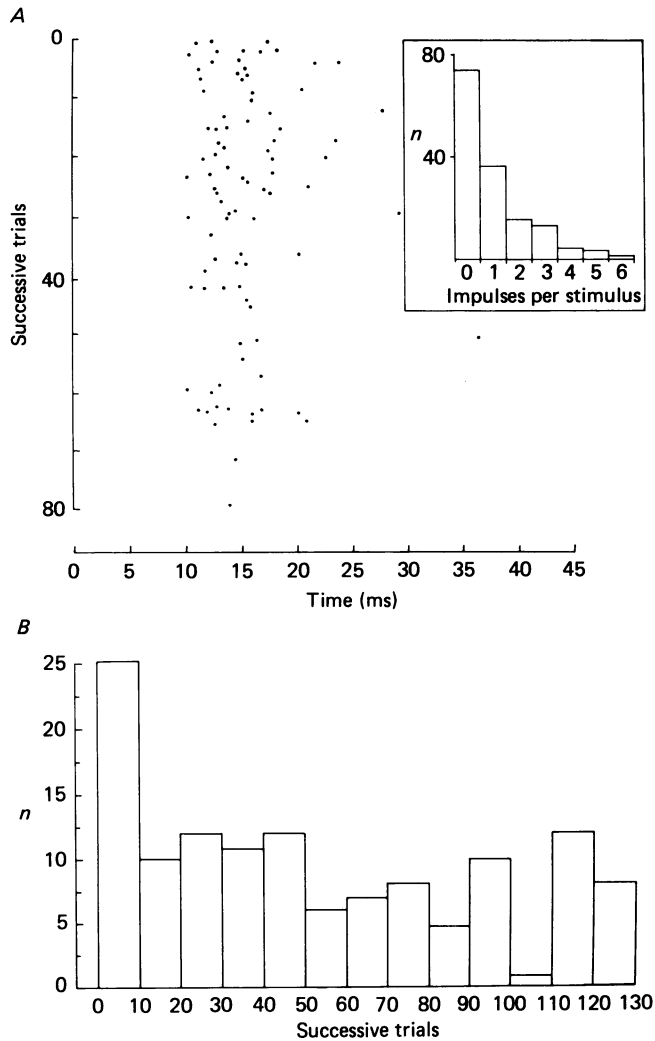 A
0
40
80
Successive trials
80
n
40
0 1 2 3 4 5 6
Impulses per stimulus
0 5 10 15 20 25 30 35 40 45
Time (ms)
B
25
20
15
n
10
5
0
0 10 20 30 40 50 60 70 80 90 100 110 120 130
Successive trials